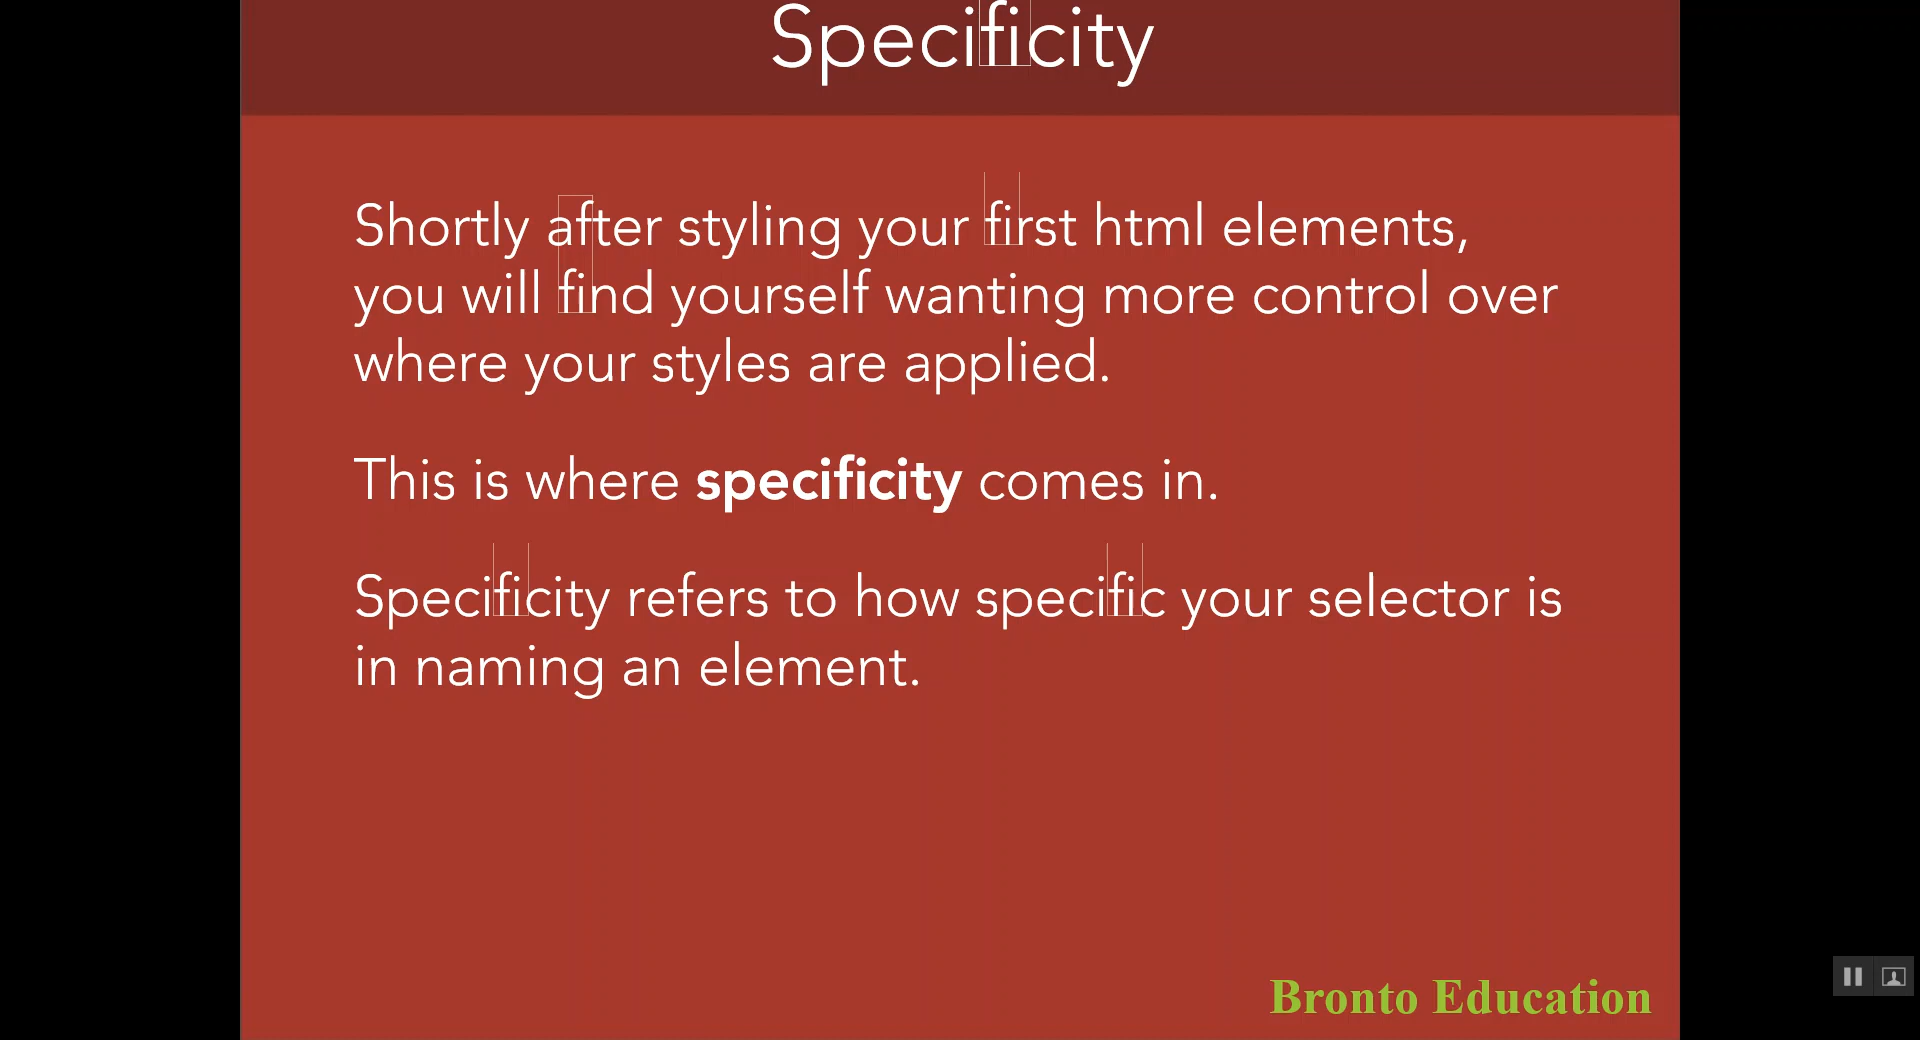 Specificity
Shortly after styling your first html elements,
you will find yourself wanting more control over
where your styles are applied.
This is where specificity comes in.
Specificity refers to how specific your selector is
in naming an element.
Bronto Education